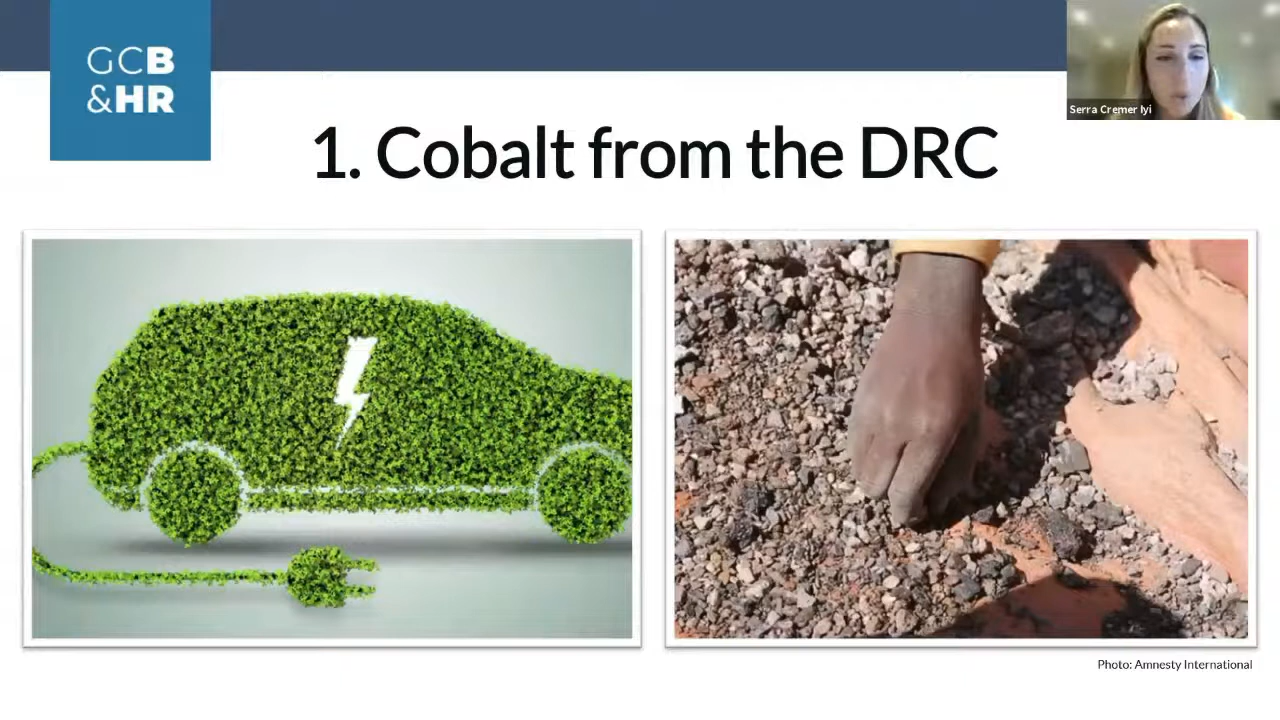 GCB
&HR
Serra Cremer Iyi
1. Cobalt from the DRC
Photo: Amnesty International